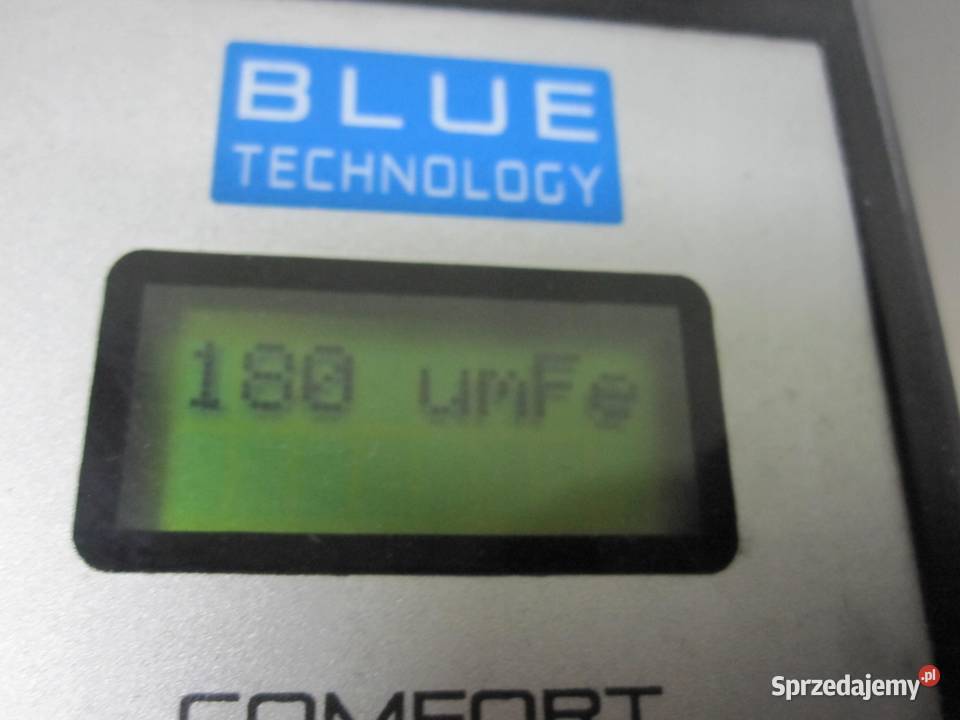 BLUE
TECHNOLOGY
180 umFe
COMFORT
Sprzedajemy.pl